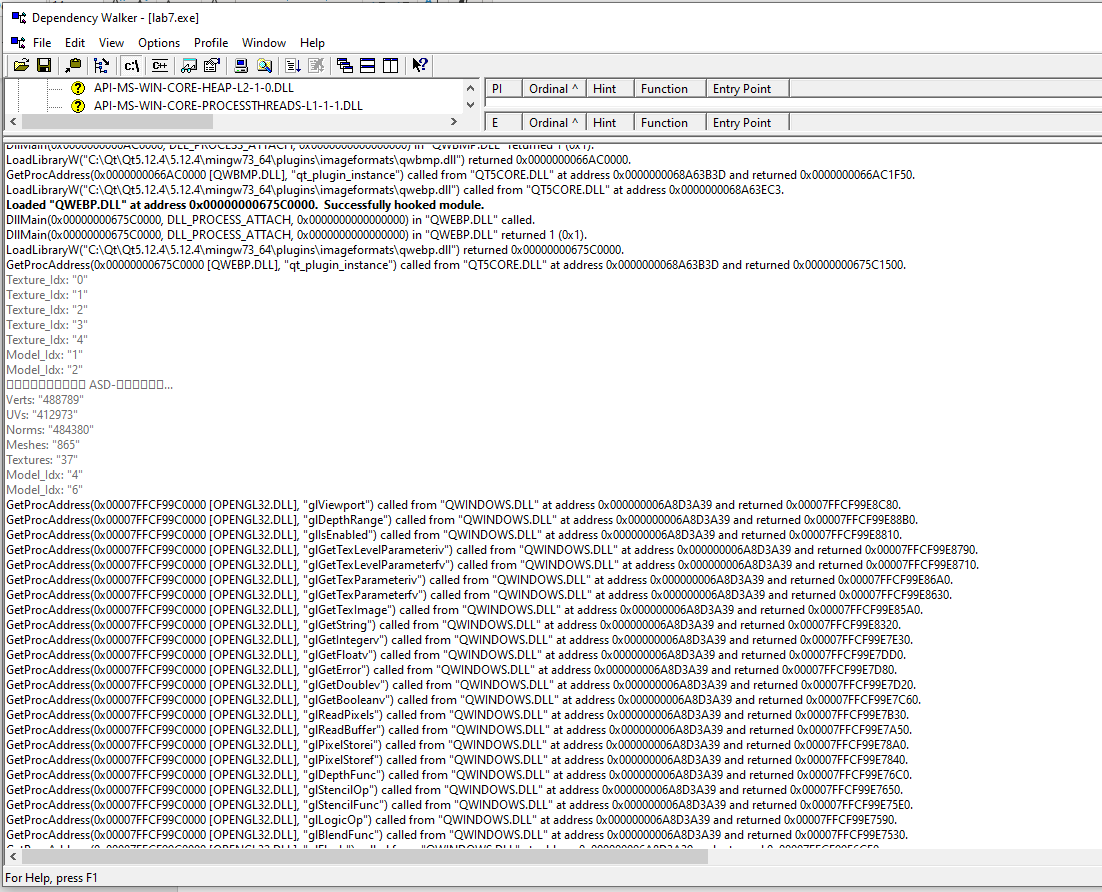 Dependency Walker - [lab7.exe]
File Edit View Options Profile Window Help
c:\ C++
API-MS-WIN-CORE-HEAP-L2-1-0.DLL
API-MS-WIN-CORE-PROCESSTHREADS-L1-1-1.DLL
PI Ordinal ^ Hint Function Entry Point
E Ordinal ^ Hint Function Entry Point
DllMain(0x0000000066AC0000, DLL_PROCESS_ATTACH, 0x0000000000000000) in "QWBMP.DLL" returned 1 (0x1).
LoadLibraryW("C:\Qt\Qt5.12.4\5.12.4\mingw73_64\plugins\imageformats\qwbmp.dll") returned 0x0000000066AC0000.
GetProcAddress(0x0000000066AC0000 [QWBMP.DLL], "qt_plugin_instance") called from "QT5CORE.DLL" at address 0x0000000068A63B3D and returned 0x0000000066AC1F50.
LoadLibraryW("C:\Qt\Qt5.12.4\5.12.4\mingw73_64\plugins\imageformats\qwebp.dll") called from "QT5CORE.DLL" at address 0x0000000068A63EC3.
Loaded "QWEBP.DLL" at address 0x00000000675C0000. Successfully hooked module.
DllMain(0x00000000675C0000, DLL_PROCESS_ATTACH, 0x0000000000000000) in "QWEBP.DLL" called.
DllMain(0x00000000675C0000, DLL_PROCESS_ATTACH, 0x0000000000000000) in "QWEBP.DLL" returned 1 (0x1).
LoadLibraryW("C:\Qt\Qt5.12.4\5.12.4\mingw73_64\plugins\imageformats\qwebp.dll") returned 0x00000000675C0000.
GetProcAddress(0x00000000675C0000 [QWEBP.DLL], "qt_plugin_instance") called from "QT5CORE.DLL" at address 0x0000000068A63B3D and returned 0x00000000675C1500.
Texture_Idx: "0"
Texture_Idx: "1"
Texture_Idx: "2"
Texture_Idx: "3"
Texture_Idx: "4"
Model_Idx: "1"
Model_Idx: "2"
ASD-...
Verts: "488789"
UVs: "412973"
Norms: "484380"
Meshes: "865"
Textures: "37"
Model_Idx: "4"
Model_Idx: "6"
GetProcAddress(0x00007FFCF99C0000 [OPENGL32.DLL], "glViewport") called from "QWINDOWS.DLL" at address 0x000000006A8D3A39 and returned 0x00007FFCF99E8C80.
GetProcAddress(0x00007FFCF99C0000 [OPENGL32.DLL], "glDepthRange") called from "QWINDOWS.DLL" at address 0x000000006A8D3A39 and returned 0x00007FFCF99E88B0.
GetProcAddress(0x00007FFCF99C0000 [OPENGL32.DLL], "glIsEnabled") called from "QWINDOWS.DLL" at address 0x000000006A8D3A39 and returned 0x00007FFCF99E8810.
GetProcAddress(0x00007FFCF99C0000 [OPENGL32.DLL], "glGetTexLevelParameteriv") called from "QWINDOWS.DLL" at address 0x000000006A8D3A39 and returned 0x00007FFCF99E8790.
GetProcAddress(0x00007FFCF99C0000 [OPENGL32.DLL], "glGetTexLevelParameterfv") called from "QWINDOWS.DLL" at address 0x000000006A8D3A39 and returned 0x00007FFCF99E8710.
GetProcAddress(0x00007FFCF99C0000 [OPENGL32.DLL], "glGetTexParameteriv") called from "QWINDOWS.DLL" at address 0x000000006A8D3A39 and returned 0x00007FFCF99E86A0.
GetProcAddress(0x00007FFCF99C0000 [OPENGL32.DLL], "glGetTexParameterfv") called from "QWINDOWS.DLL" at address 0x000000006A8D3A39 and returned 0x00007FFCF99E8630.
GetProcAddress(0x00007FFCF99C0000 [OPENGL32.DLL], "glGetTexImage") called from "QWINDOWS.DLL" at address 0x000000006A8D3A39 and returned 0x00007FFCF99E85A0.
GetProcAddress(0x00007FFCF99C0000 [OPENGL32.DLL], "glGetString") called from "QWINDOWS.DLL" at address 0x000000006A8D3A39 and returned 0x00007FFCF99E8320.
GetProcAddress(0x00007FFCF99C0000 [OPENGL32.DLL], "glGetIntegerv") called from "QWINDOWS.DLL" at address 0x000000006A8D3A39 and returned 0x00007FFCF99E7E30.
GetProcAddress(0x00007FFCF99C0000 [OPENGL32.DLL], "glGetFloatv") called from "QWINDOWS.DLL" at address 0x000000006A8D3A39 and returned 0x00007FFCF99E7DD0.
GetProcAddress(0x00007FFCF99C0000 [OPENGL32.DLL], "glGetError") called from "QWINDOWS.DLL" at address 0x000000006A8D3A39 and returned 0x00007FFCF99E7D80.
GetProcAddress(0x00007FFCF99C0000 [OPENGL32.DLL], "glGetDoublev") called from "QWINDOWS.DLL" at address 0x000000006A8D3A39 and returned 0x00007FFCF99E7D20.
GetProcAddress(0x00007FFCF99C0000 [OPENGL32.DLL], "glGetBooleanv") called from "QWINDOWS.DLL" at address 0x000000006A8D3A39 and returned 0x00007FFCF99E7C60.
GetProcAddress(0x00007FFCF99C0000 [OPENGL32.DLL], "glReadPixels") called from "QWINDOWS.DLL" at address 0x000000006A8D3A39 and returned 0x00007FFCF99E7B30.
GetProcAddress(0x00007FFCF99C0000 [OPENGL32.DLL], "glReadBuffer") called from "QWINDOWS.DLL" at address 0x000000006A8D3A39 and returned 0x00007FFCF99E7A50.
GetProcAddress(0x00007FFCF99C0000 [OPENGL32.DLL], "glPixelStorei") called from "QWINDOWS.DLL" at address 0x000000006A8D3A39 and returned 0x00007FFCF99E78A0.
GetProcAddress(0x00007FFCF99C0000 [OPENGL32.DLL], "glPixelStoref") called from "QWINDOWS.DLL" at address 0x000000006A8D3A39 and returned 0x00007FFCF99E7840.
GetProcAddress(0x00007FFCF99C0000 [OPENGL32.DLL], "glDepthFunc") called from "QWINDOWS.DLL" at address 0x000000006A8D3A39 and returned 0x00007FFCF99E76C0.
GetProcAddress(0x00007FFCF99C0000 [OPENGL32.DLL], "glStencilOp") called from "QWINDOWS.DLL" at address 0x000000006A8D3A39 and returned 0x00007FFCF99E7650.
GetProcAddress(0x00007FFCF99C0000 [OPENGL32.DLL], "glStencilFunc") called from "QWINDOWS.DLL" at address 0x000000006A8D3A39 and returned 0x00007FFCF99E75E0.
GetProcAddress(0x00007FFCF99C0000 [OPENGL32.DLL], "glLogicOp") called from "QWINDOWS.DLL" at address 0x000000006A8D3A39 and returned 0x00007FFCF99E7590.
GetProcAddress(0x00007FFCF99C0000 [OPENGL32.DLL], "glBlendFunc") called from "QWINDOWS.DLL" at address 0x000000006A8D3A39 and returned 0x00007FFCF99E7530.
For Help, press F1